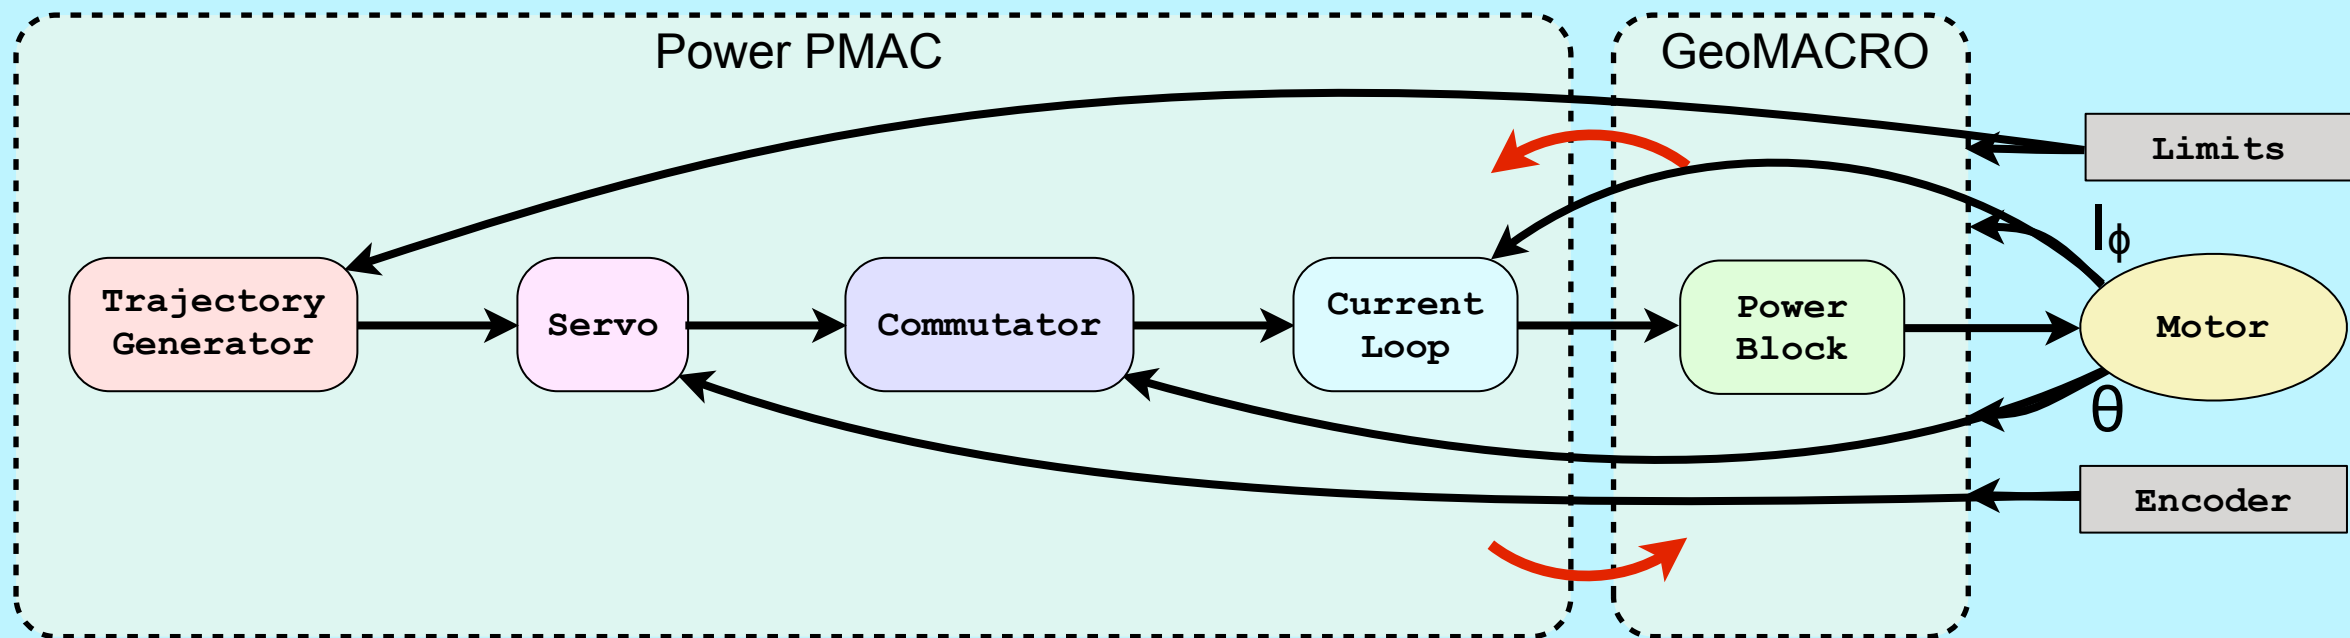 Power PMAC
GeoMACRO
Limits
Iϕ
Trajectory
Generator
Servo
Commutator
Current
Loop
Power
Block
Motor
θ
Encoder